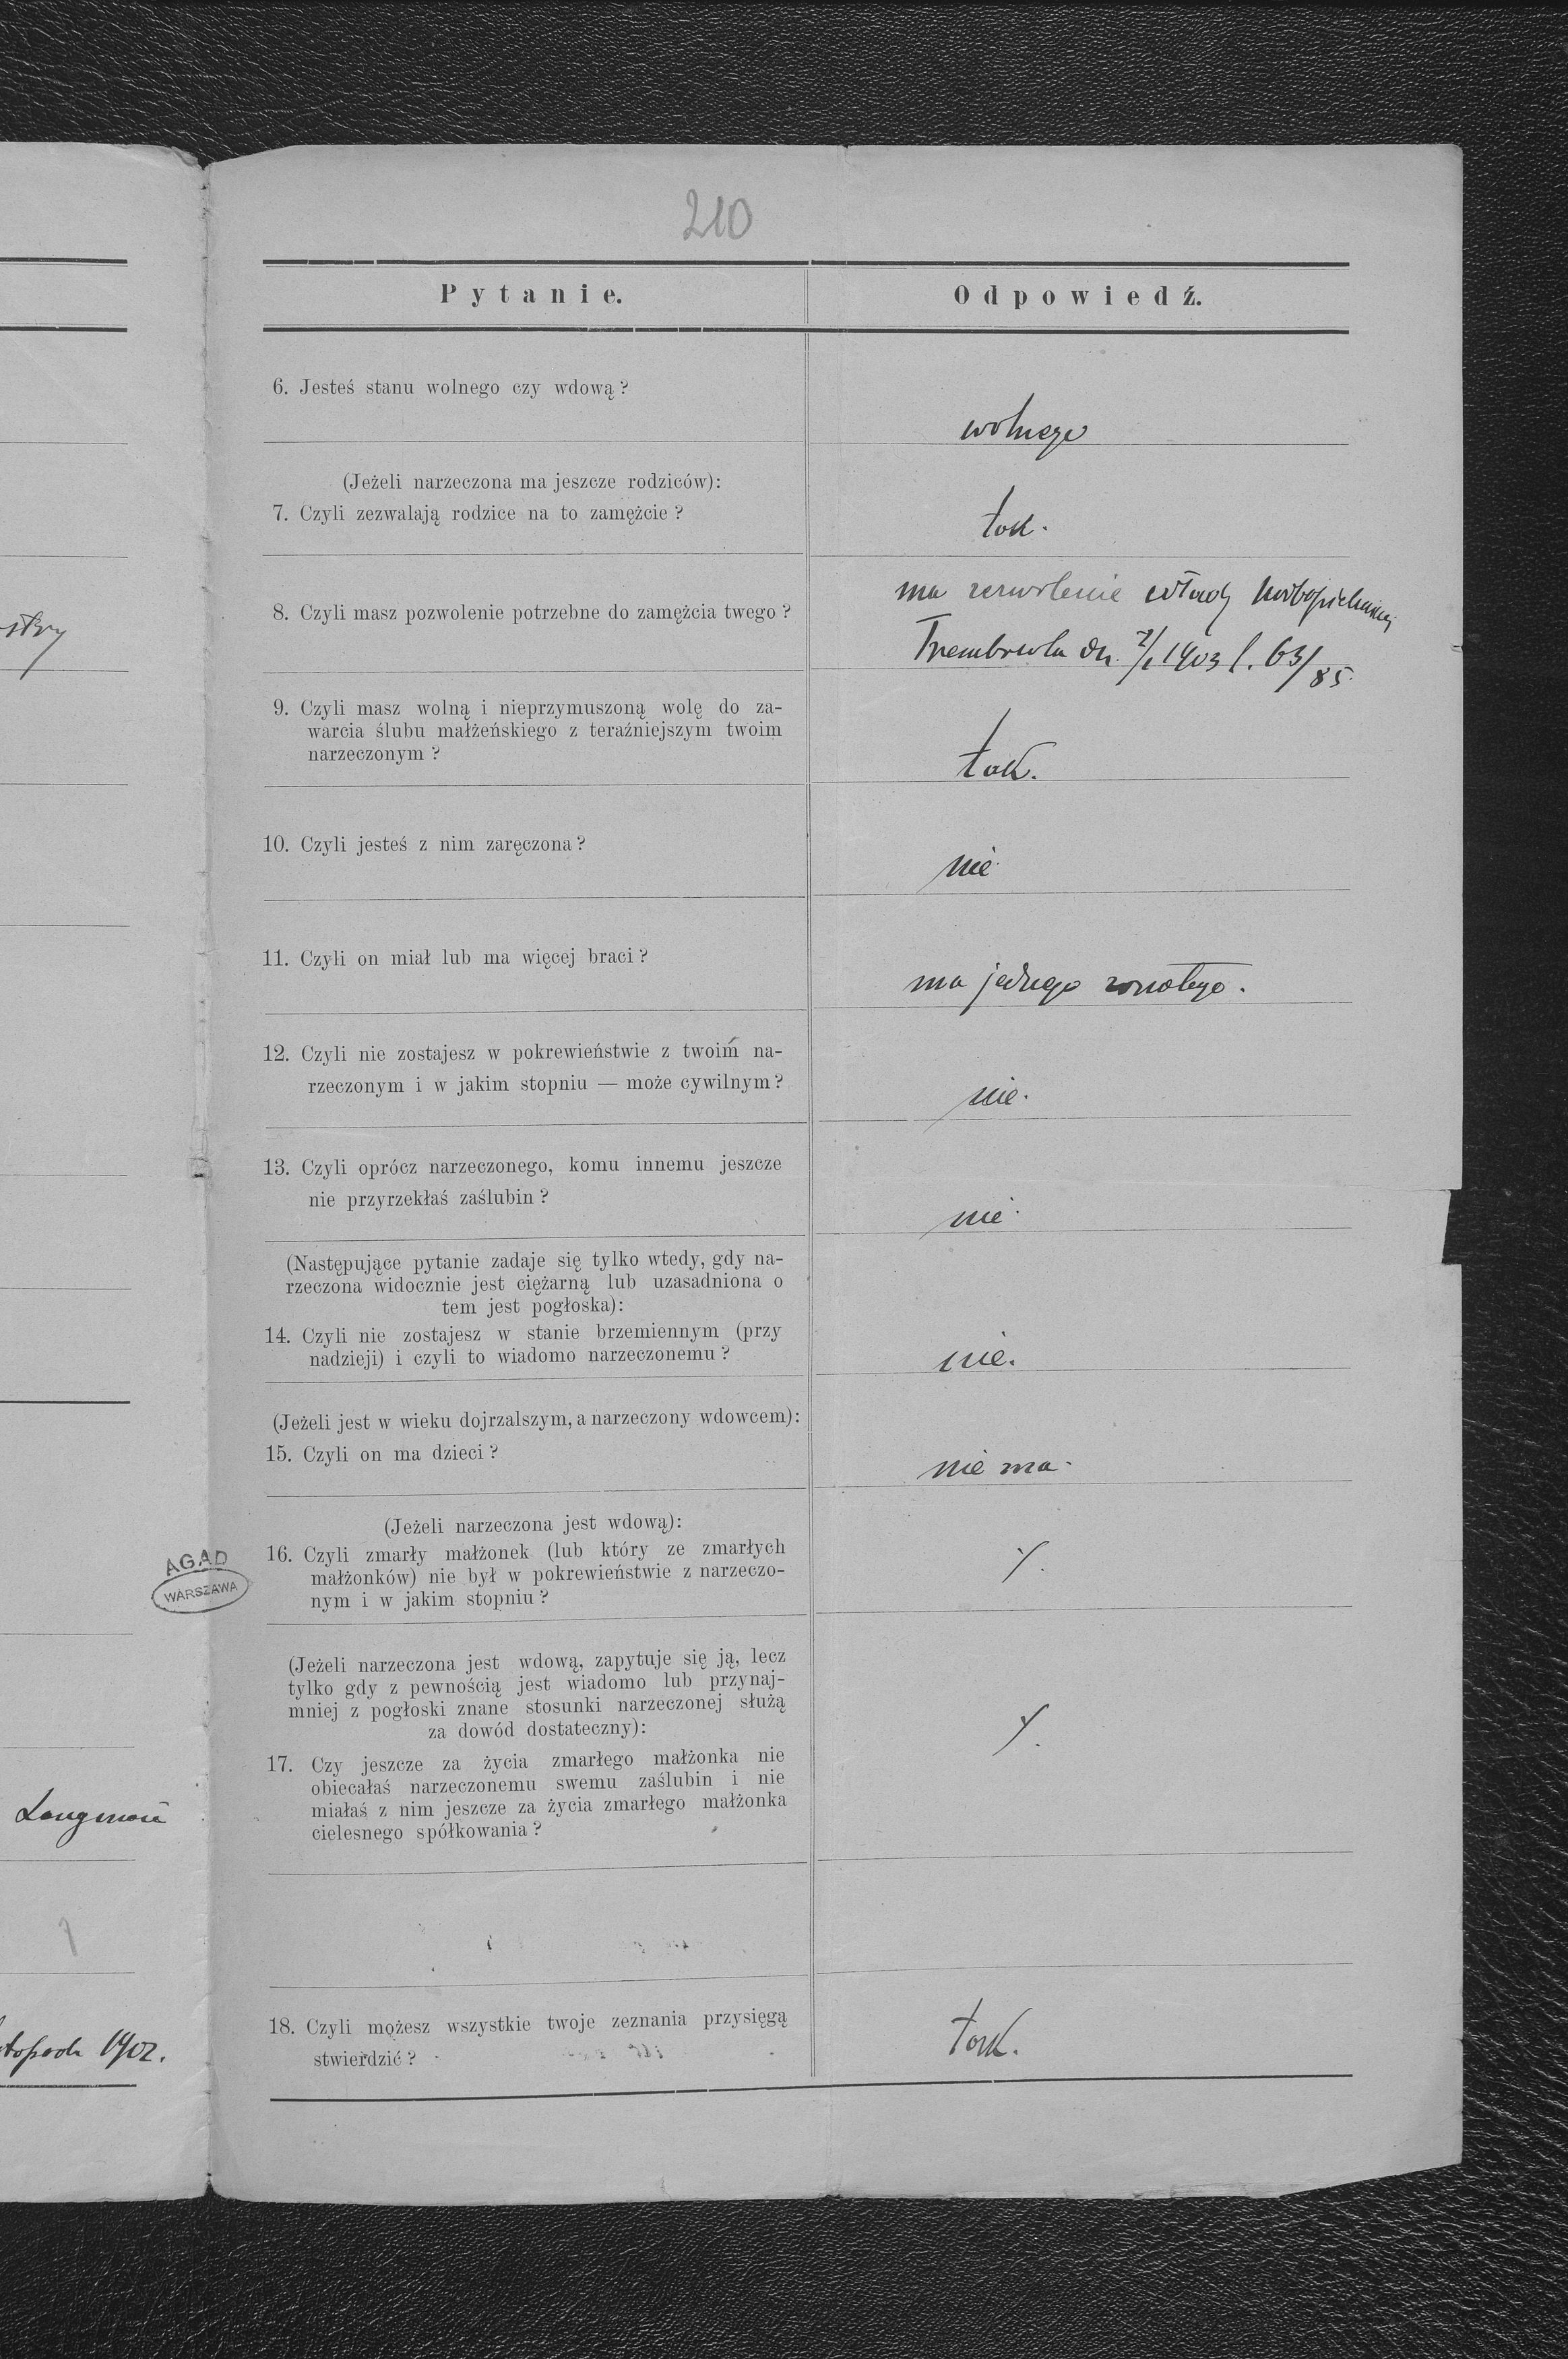 210
Pytanie. Odpowiedź.
6. Jesteś stanu wolnego czy wdową?
wolnego
(Jeżeli narzeczona ma jeszcze rodziców):
7. Czyli zezwalają rodzice na to zamężcie?
tak.
8. Czyli masz pozwolenie potrzebne do zamężcia twego?
ma zezwolenie władzy
Trembowla dn. 1903 l. 63/85.
9. Czyli masz wolną i nieprzymuszoną wolę do za-
warcia ślubu małżeńskiego z teraźniejszym twoim
narzeczonym?
tak.
10. Czyli jesteś z nim zaręczona?
nie
11. Czyli on miał lub ma więcej braci?
ma jednego żonatego.
12. Czyli nie zostajesz w pokrewieństwie z twoim na-
rzeczonym i w jakim stopniu — może cywilnym?
nie.
13. Czyli oprócz narzeczonego, komu innemu jeszcze
nie przyrzekłaś zaślubin?
nie
(Następujące pytanie zadaje się tylko wtedy, gdy na-
rzeczona widocznie jest ciężarną lub uzasadniona o
tem jest pogłoska):
14. Czyli nie zostajesz w stanie brzemiennym (przy
nadzieji) i czyli to wiadomo narzeczonemu?
nie.
(Jeżeli jest w wieku dojrzalszym, a narzeczony wdowcem):
15. Czyli on ma dzieci?
nie ma.
(Jeżeli narzeczona jest wdową):
16. Czyli zmarły małżonek (lub który ze zmarłych
małżonków) nie był w pokrewieństwie z narzeczo-
nym i w jakim stopniu?
(Jeżeli narzeczona jest wdową, zapytuje się ją, lecz
tylko gdy z pewnością jest wiadomo lub przynaj-
mniej z pogłoski znane stosunki narzeczonej służą
za dowód dostateczny):
17. Czy jeszcze za życia zmarłego małżonka nie
obiecałaś narzeczonemu swemu zaślubin i nie
miałaś z nim jeszcze za życia zmarłego małżonka
cielesnego spółkowania?
18. Czyli możesz wszystkie twoje zeznania przysięgą
stwierdzić?
tak.
AGAD
WARSZAWA
1902.